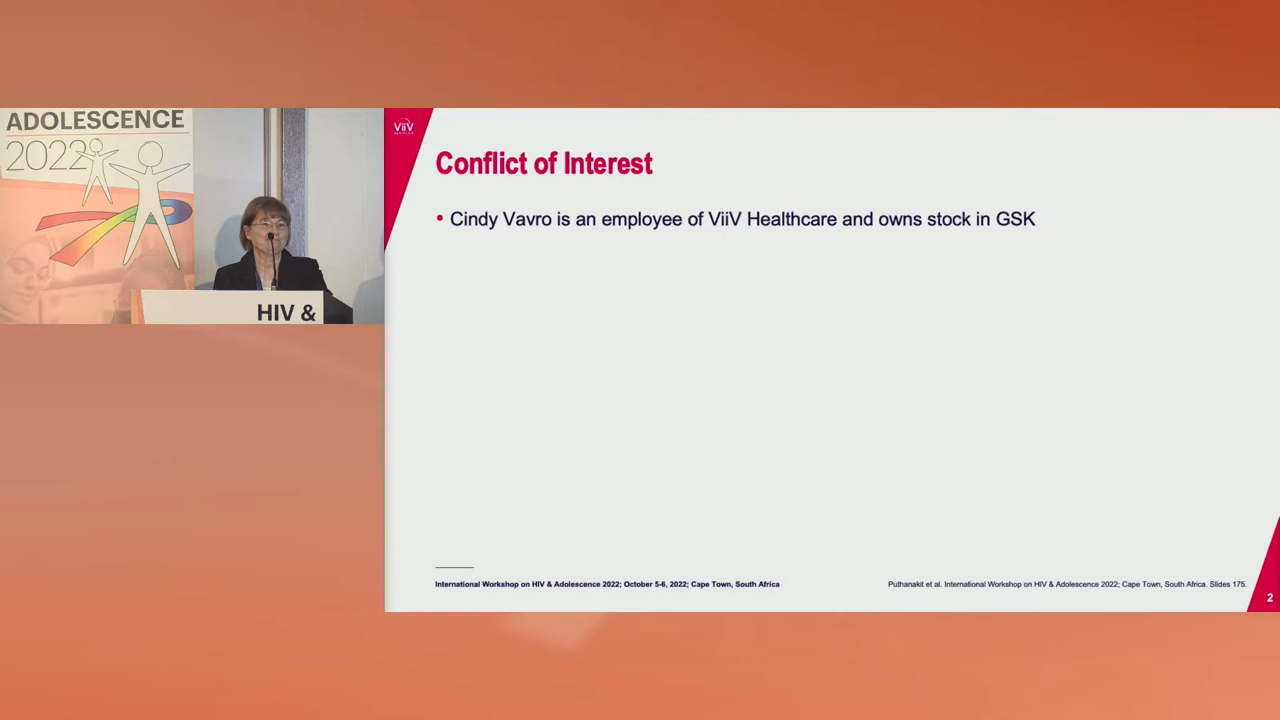 ADOLESCENCE
2022
HIV &
ViiV
Conflict of Interest
• Cindy Vavro is an employee of ViiV Healthcare and owns stock in GSK
International Workshop on HIV & Adolescence 2022; October 5-6, 2022; Cape Town, South Africa
Puthanakit et al. International Workshop on HIV & Adolescence 2022; Cape Town, South Africa. Slides 175.
2